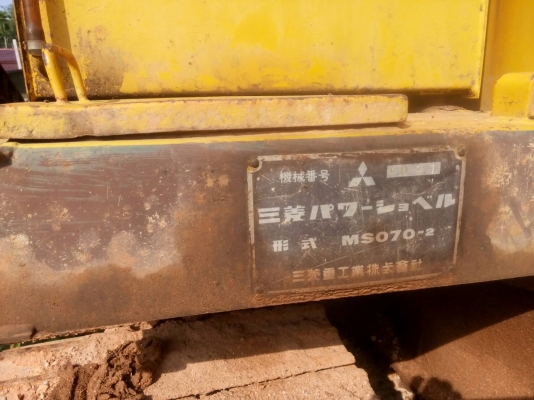 機械番号
三菱パワーショベル
形式 MS070-2
三菱重工業株式会社